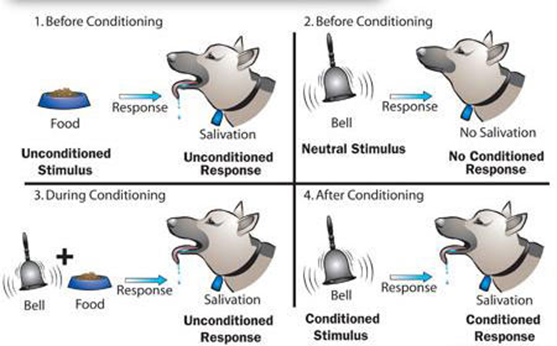 1. Before Conditioning
Response
Food
Salivation
Unconditioned
Stimulus
Unconditioned
Response
2. Before Conditioning
Response
Bell
No Salivation
Neutral Stimulus
No Conditioned
Response
3. During Conditioning
+
Response
Bell
Food
Salivation
Unconditioned
Response
4. After Conditioning
Response
Bell
Salivation
Conditioned
Stimulus
Conditioned
Response